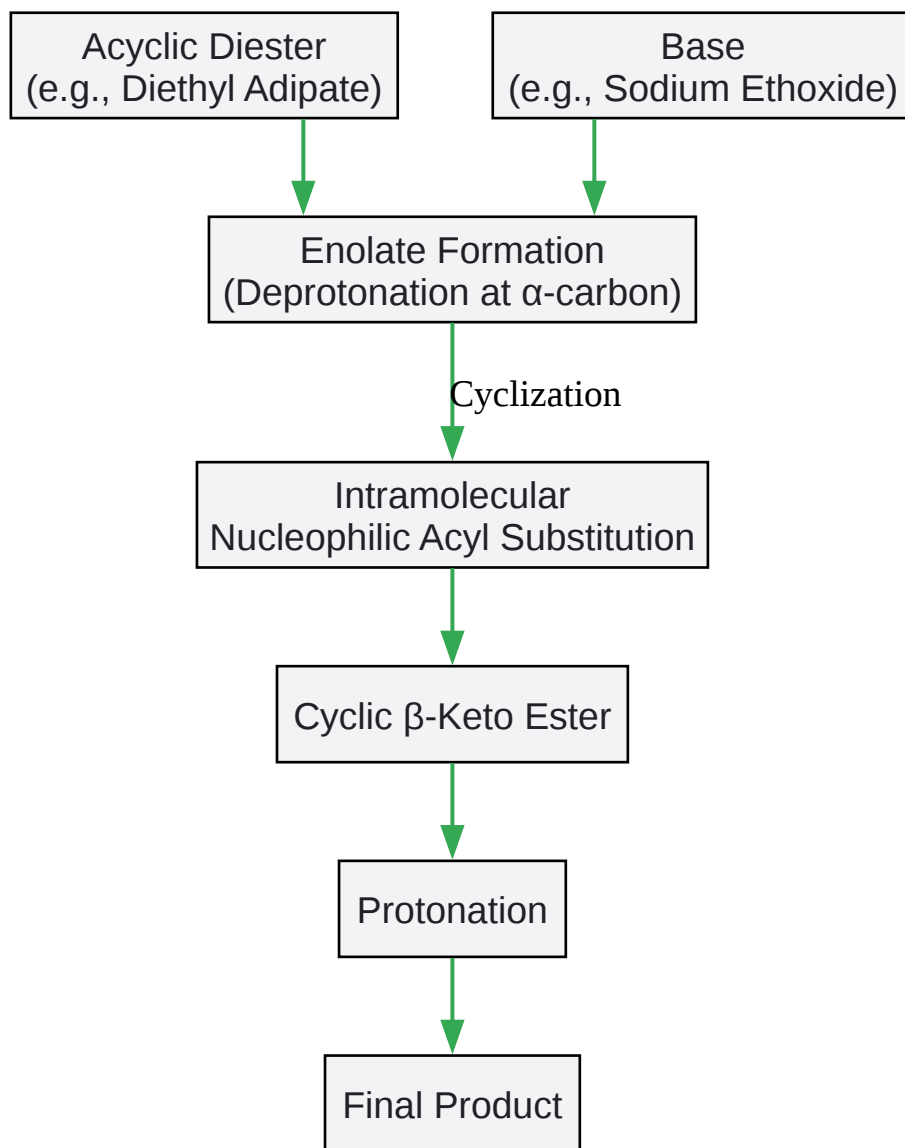 Acyclic Diester
(e.g., Diethyl Adipate)
Base
(e.g., Sodium Ethoxide)
Enolate Formation
(Deprotonation at α-carbon)
Cyclization
Intramolecular
Nucleophilic Acyl Substitution
Cyclic β-Keto Ester
Protonation
Final Product